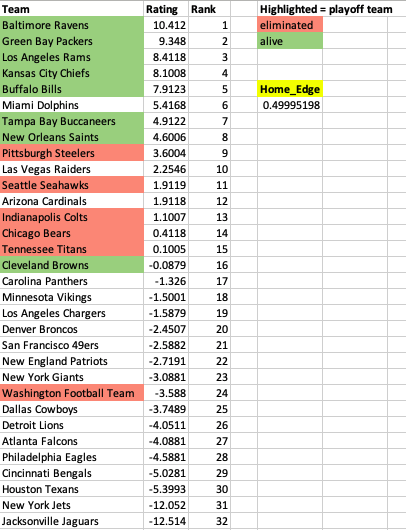 Team Rating Rank Highlighted = playoff team
Baltimore Ravens 10.412 1 eliminated
Green Bay Packers 9.348 2 alive
Los Angeles Rams 8.4118 3
Kansas City Chiefs 8.1008 4
Buffalo Bills 7.9123 5 Home_Edge
Miami Dolphins 5.4168 6 0.49995198
Tampa Bay Buccaneers 4.9122 7
New Orleans Saints 4.6006 8
Pittsburgh Steelers 3.6004 9
Las Vegas Raiders 2.2546 10
Seattle Seahawks 1.9119 11
Arizona Cardinals 1.9118 12
Indianapolis Colts 1.1007 13
Chicago Bears 0.4118 14
Tennessee Titans 0.1005 15
Cleveland Browns -0.0879 16
Carolina Panthers -1.326 17
Minnesota Vikings -1.5001 18
Los Angeles Chargers -1.5879 19
Denver Broncos -2.4507 20
San Francisco 49ers -2.5882 21
New England Patriots -2.7191 22
New York Giants -3.0881 23
Washington Football Team -3.588 24
Dallas Cowboys -3.7489 25
Detroit Lions -4.0511 26
Atlanta Falcons -4.0881 27
Philadelphia Eagles -4.5881 28
Cincinnati Bengals -5.0281 29
Houston Texans -5.3993 30
New York Jets -12.052 31
Jacksonville Jaguars -12.514 32